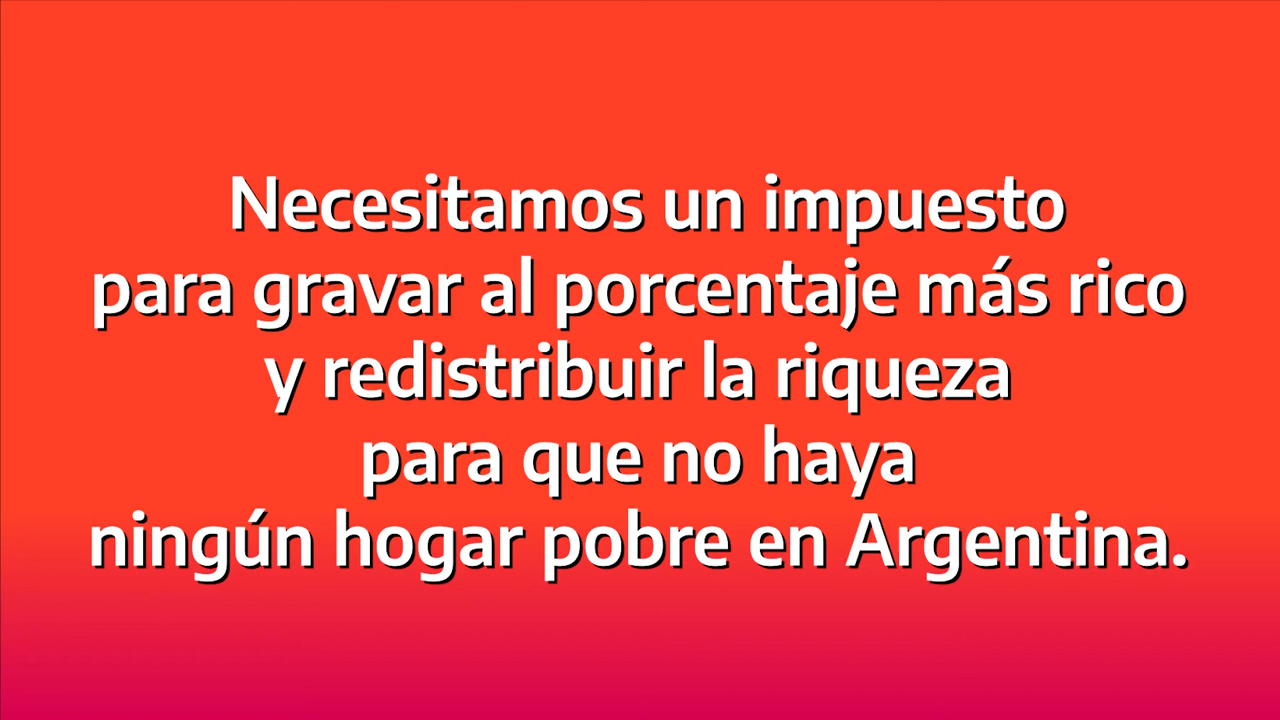 Necesitamos un impuesto
para gravar al porcentaje más rico
y redistribuir la riqueza
para que no haya
ningún hogar pobre en Argentina.